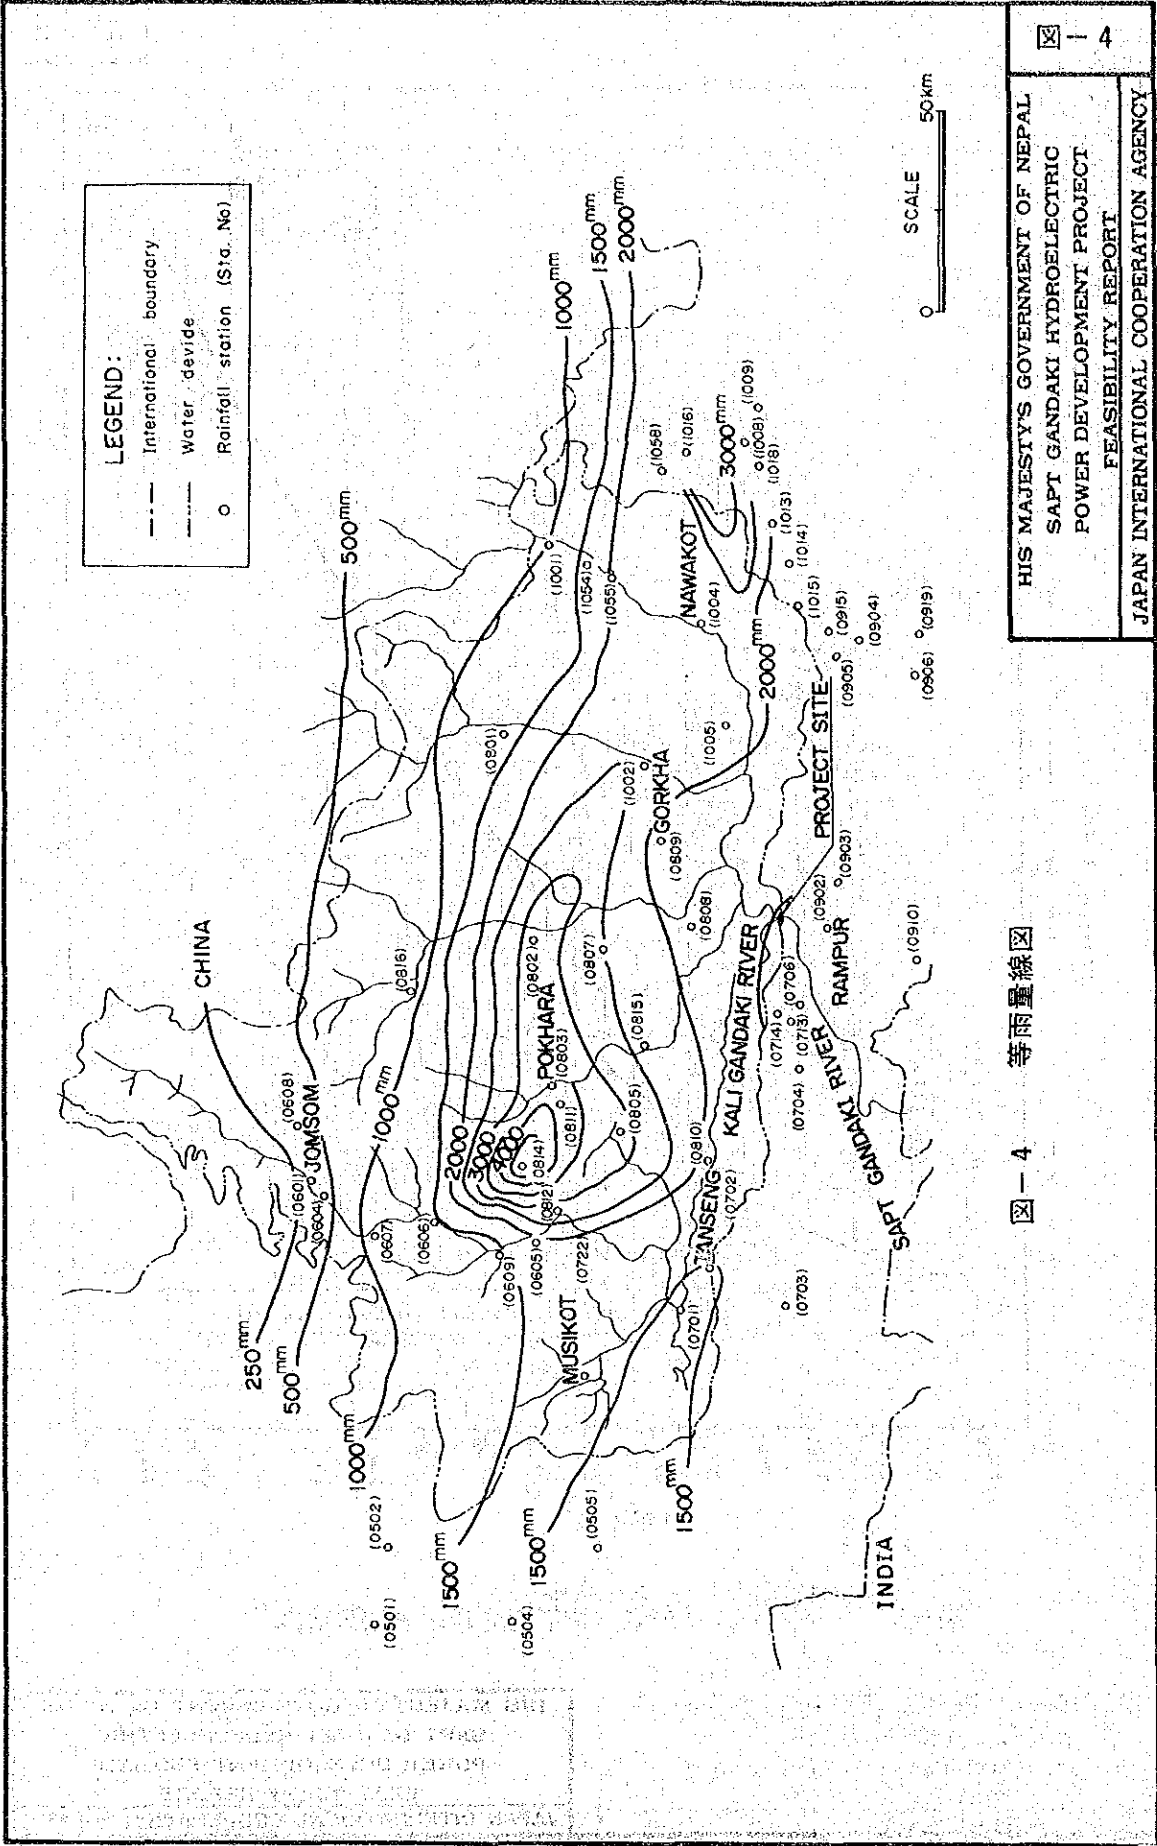 LEGEND:
International boundary
Water devide
Rainfall station (Sta. No)
CHINA
250mm
500mm
500mm
1000mm
1000mm
1000mm
1500mm
1500mm
1500mm
1500mm
2000mm
2000
3000
4000
2000mm
3000mm
JOMSOM
POKHARA
MUSIKOT
TANSENG
GORKHA
NAWAKOT
RAMPUR
KALI GANDAKI RIVER
SAPT GANDAKI RIVER
PROJECT SITE
INDIA
(0501)
(0502)
(0504)
(0505)
(0601)
(0604)
(0605)
(0606)
(0607)
(0608)
(0609)
(0701)
(0702)
(0703)
(0704)
(0706)
(0713)
(0714)
(0722)
(0801)
(0802)
(0803)
(0805)
(0807)
(0808)
(0809)
(0810)
(0811)
(0812)
(0814)
(0815)
(0816)
(0902)
(0903)
(0904)
(0905)
(0906)
(0910)
(0915)
(0919)
(1001)
(1002)
(1004)
(1005)
(1008)
(1009)
(1013)
(1014)
(1015)
(1016)
(1018)
(1054)
(1055)
(1058)
SCALE
0 50km
図-4 等雨量線図
HIS MAJESTY'S GOVERNMENT OF NEPAL
SAPT GANDAKI HYDROELECTRIC
POWER DEVELOPMENT PROJECT
FEASIBILITY REPORT
JAPAN INTERNATIONAL COOPERATION AGENCY
図-4